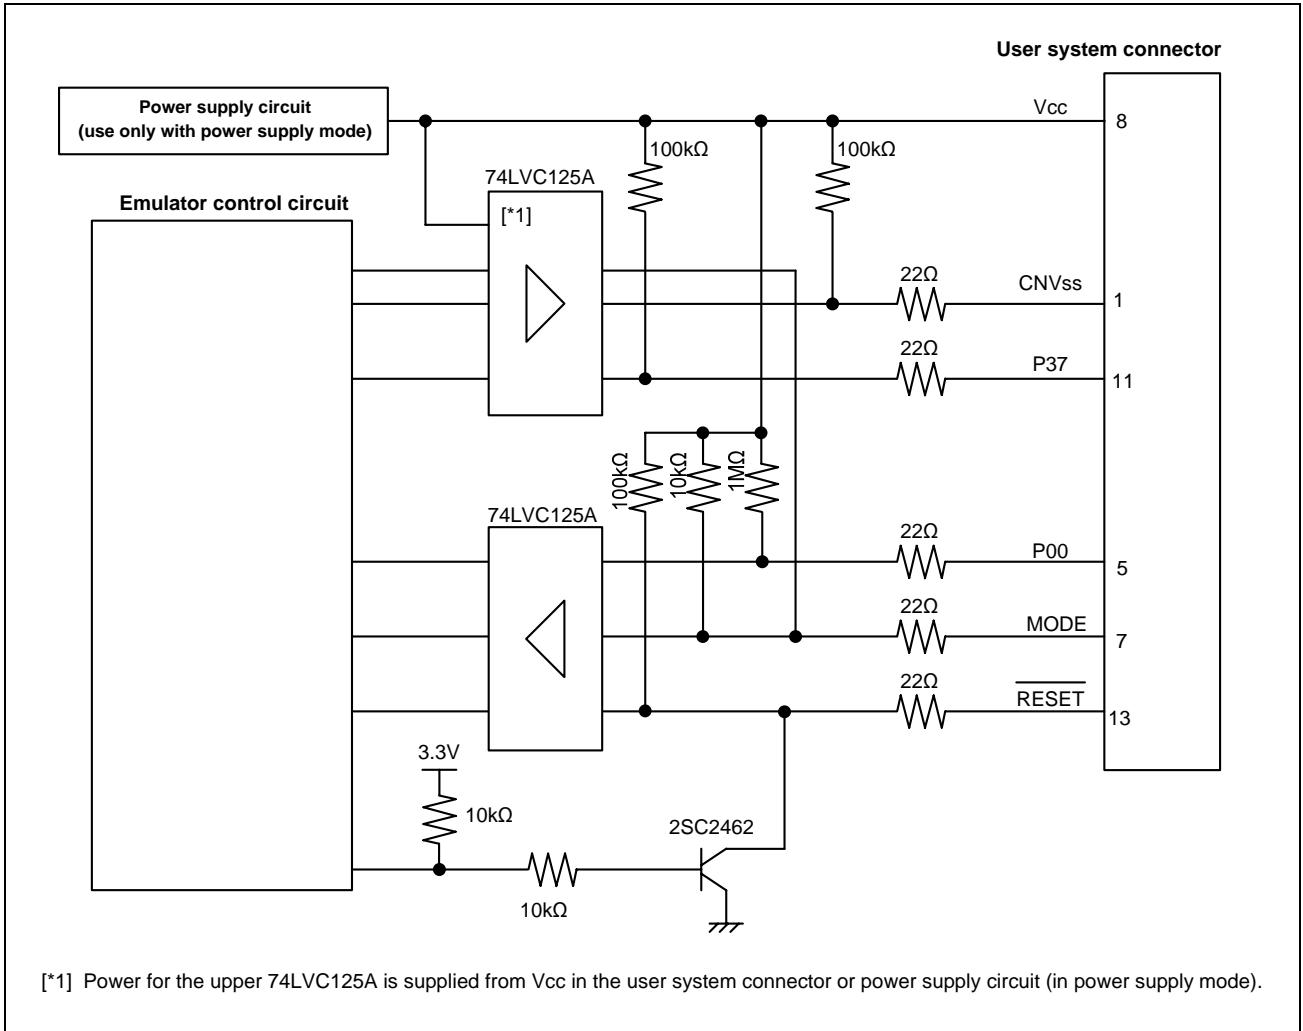 User system connector
Power supply circuit
(use only with power supply mode)
Vcc
8
100kΩ
100kΩ
74LVC125A
Emulator control circuit
[*1]
22Ω
CNVss
1
22Ω
P37
11
100kΩ
10kΩ
1MΩ
74LVC125A
22Ω
P00
5
22Ω
MODE
7
22Ω
RESET
13
3.3V
10kΩ
2SC2462
10kΩ
[*1] Power for the upper 74LVC125A is supplied from Vcc in the user system connector or power supply circuit (in power supply mode).